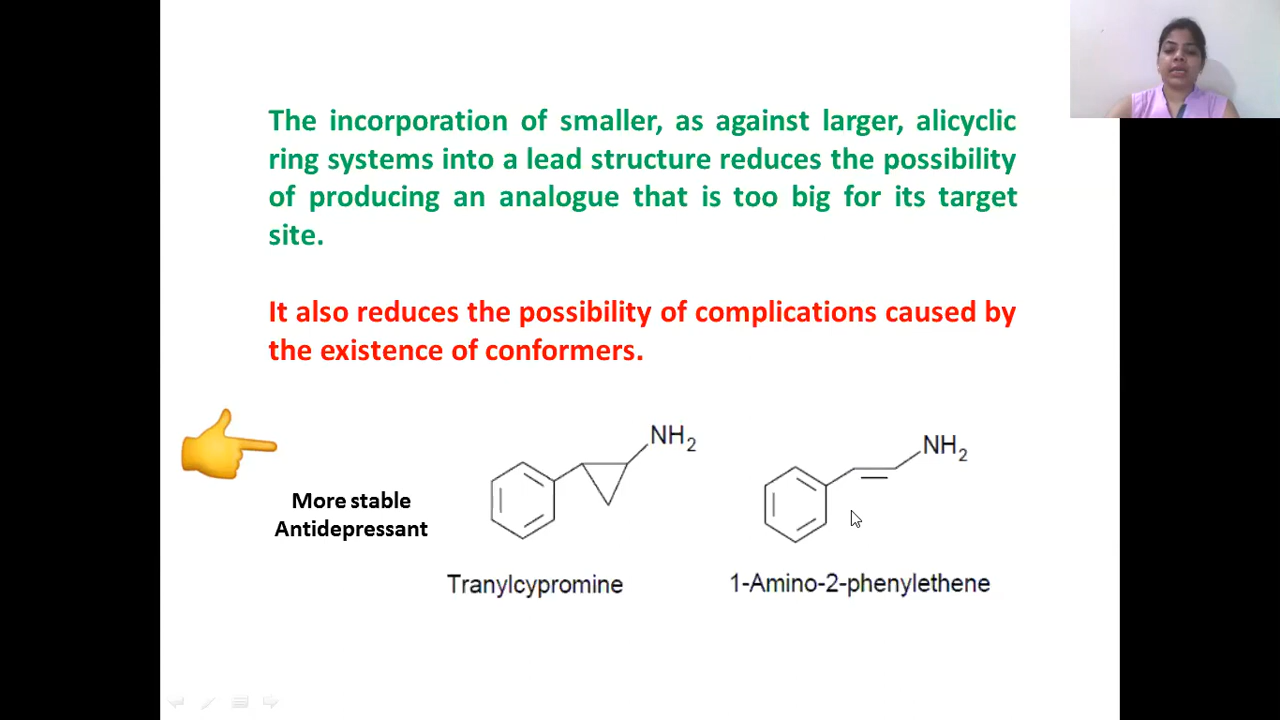 The incorporation of smaller, as against larger, alicyclic
ring systems into a lead structure reduces the possibility
of producing an analogue that is too big for its target
site.
It also reduces the possibility of complications caused by
the existence of conformers.
NH2
NH2
More stable
Antidepressant
Tranylcypromine
1-Amino-2-phenylethene